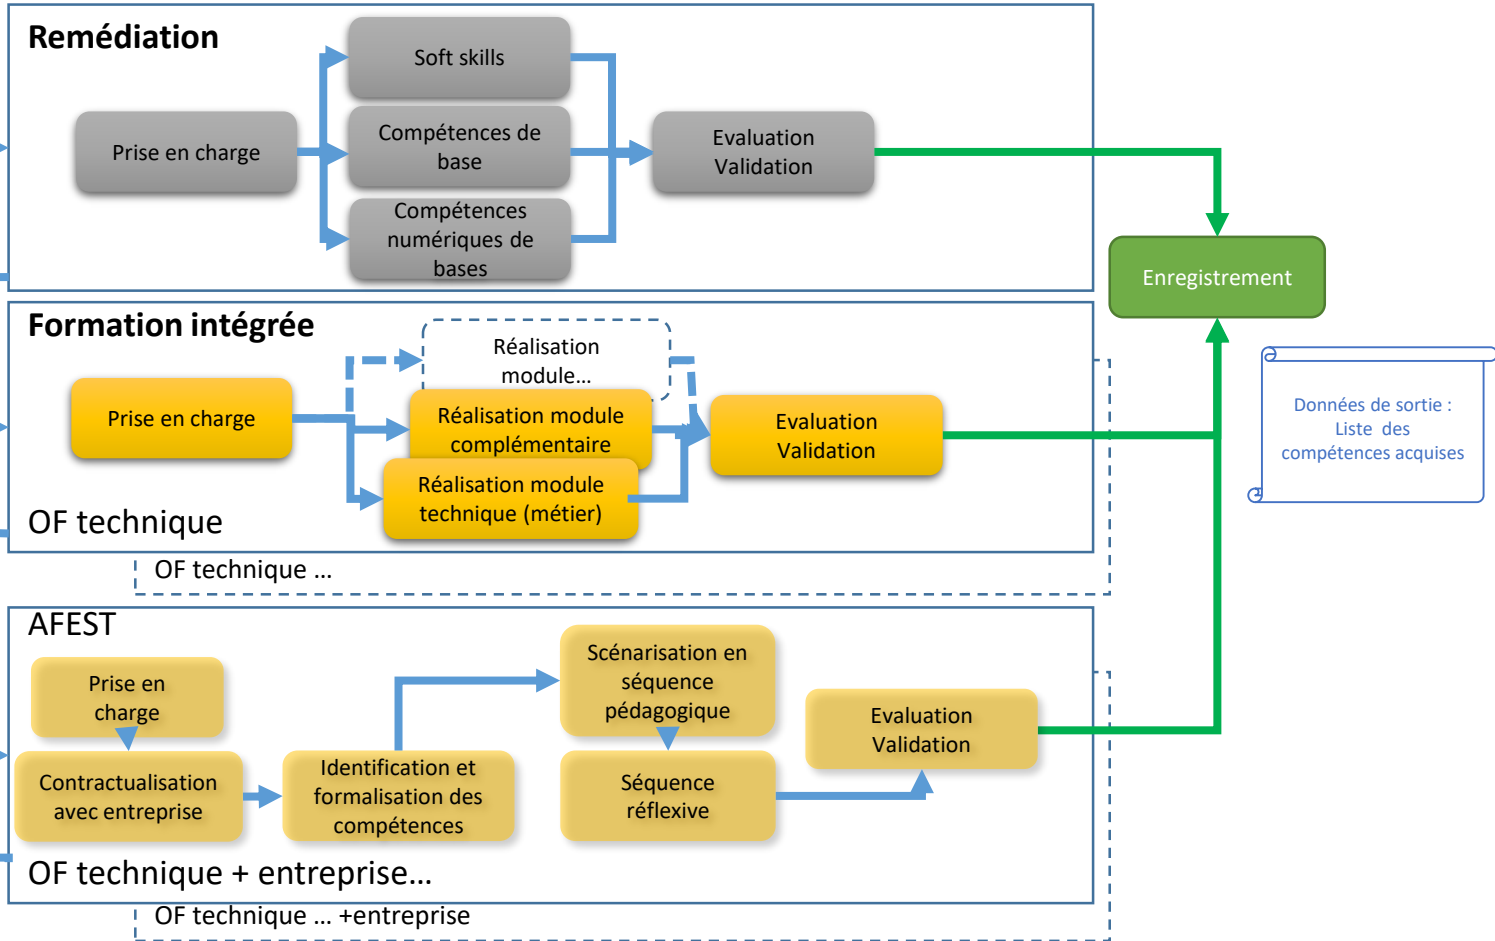 Remédiation
Soft skills
Prise en charge
Compétences de
base
Evaluation
Validation
Compétences
numériques de
bases
Enregistrement
Formation intégrée
Réalisation
module...
Prise en charge
Réalisation module
complémentaire
Evaluation
Validation
Réalisation module
technique (métier)
OF technique
OF technique ...
Données de sortie :
Liste des
compétences acquises
AFEST
Prise en
charge
Scénarisation en
séquence
pédagogique
Evaluation
Validation
Contractualisation
avec entreprise
Identification et
formalisation des
compétences
Séquence
réflexive
OF technique + entreprise...
OF technique ... +entreprise